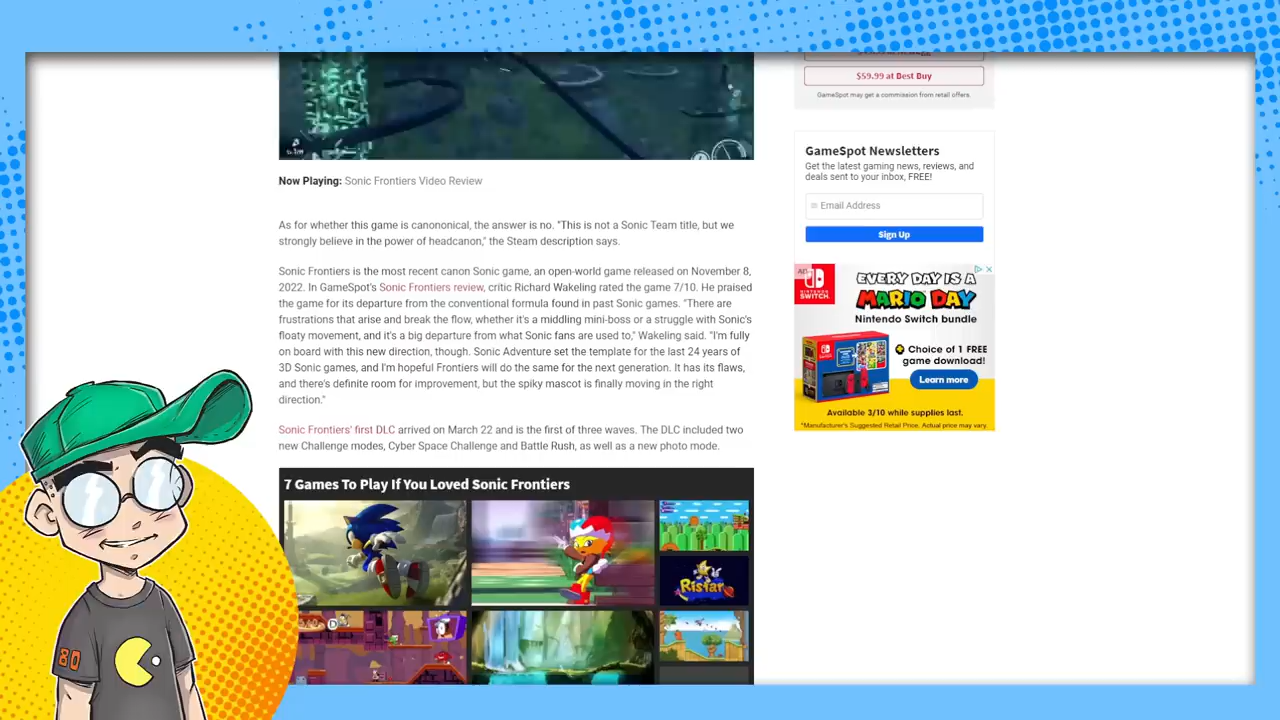 $59.99 at Best Buy
GameSpot may get a commission from retail offers.
GameSpot Newsletters
Get the latest gaming news, reviews, and
deals sent to your inbox, FREE!
Email Address
Sign Up
Now Playing: Sonic Frontiers Video Review
As for whether this game is canononical, the answer is no. "This is not a Sonic Team title, but we
strongly believe in the power of headcanon," the Steam description says.
Sonic Frontiers is the most recent canon Sonic game, an open-world game released on November 8,
2022. In GameSpot's Sonic Frontiers review, critic Richard Wakeling rated the game 7/10. He praised
the game for its departure from the conventional formula found in past Sonic games. "There are
frustrations that arise and break the flow, whether it's a middling mini-boss or a struggle with Sonic's
floaty movement, and it's a big departure from what Sonic fans are used to," Wakeling said. "I'm fully
on board with this new direction, though. Sonic Adventure set the template for the last 24 years of
3D Sonic games, and I'm hopeful Frontiers will do the same for the next generation. It has its flaws,
and there's definite room for improvement, but the spiky mascot is finally moving in the right
direction."
Sonic Frontiers' first DLC arrived on March 22 and is the first of three waves. The DLC included two
new Challenge modes, Cyber Space Challenge and Battle Rush, as well as a new photo mode.
7 Games To Play If You Loved Sonic Frontiers
Ristar
EVERY DAY IS A
MARIO DAY
NINTENDO
SWITCH
Nintendo Switch bundle
Choice of 1 FREE
game download!
Learn more
Available 3/10 while supplies last.
*Manufacturer's Suggested Retail Price. Actual price may vary.
80